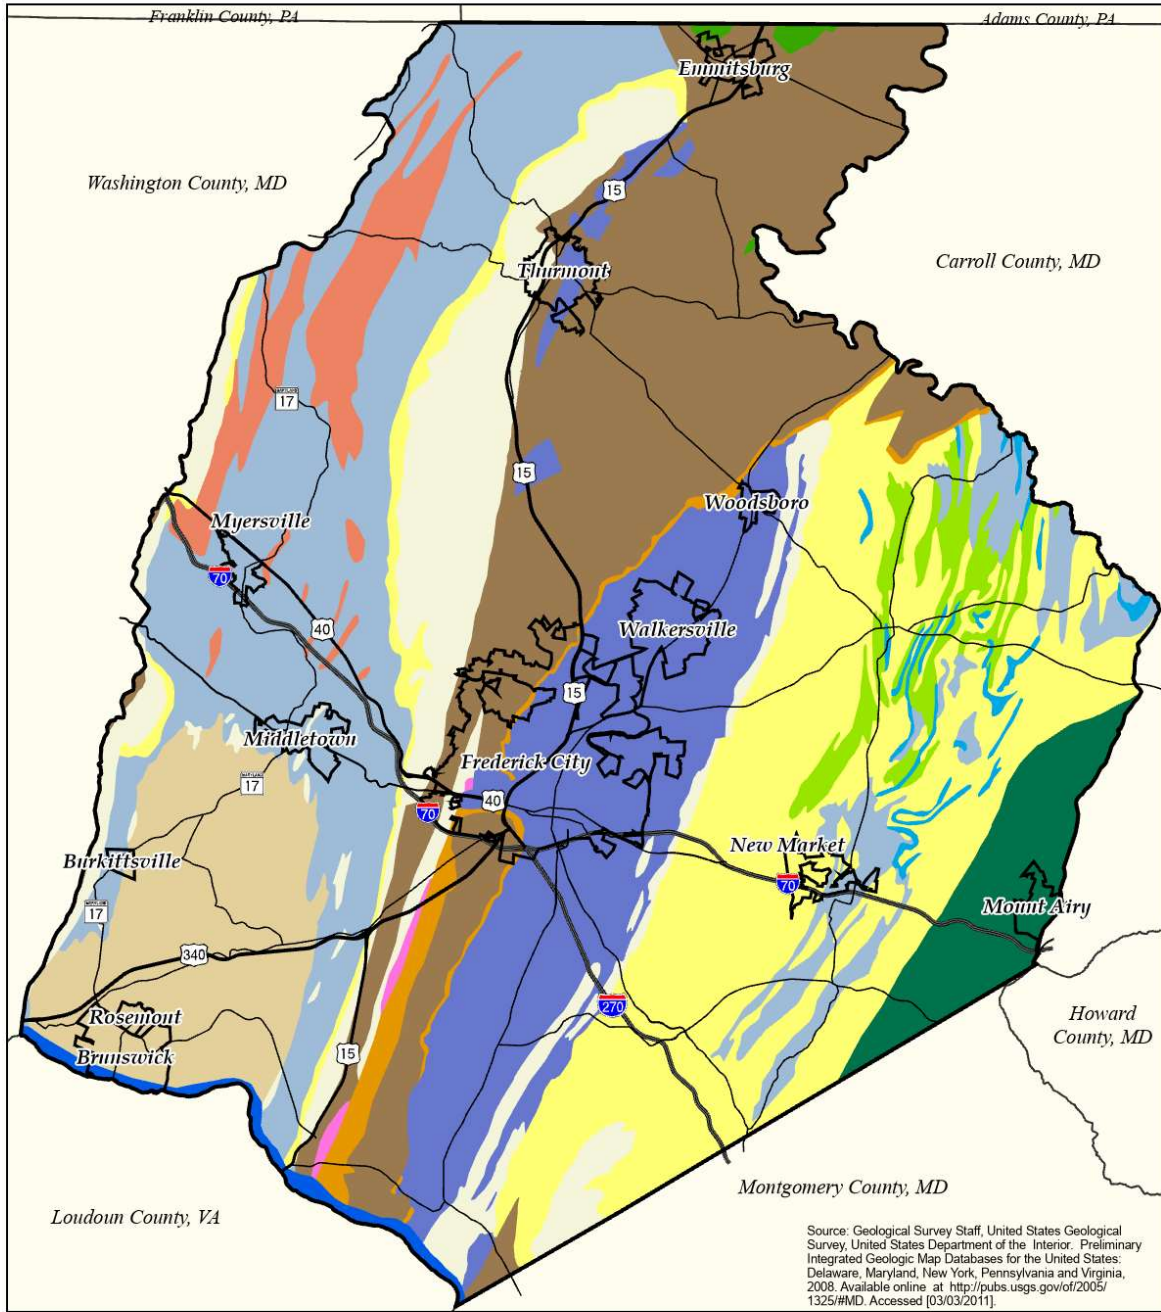 Franklin County, PA
Adams County, PA
Emmitsburg
Washington County, MD
15
Carroll County, MD
Thurmont
MARYLAND
17
15
Woodsboro
Myersville
70
40
Walkersville
15
Middletown
Frederick City
MARYLAND
17
40
70
New Market
Burkittsville
70
MARYLAND
17
Mount Airy
340
270
Rosemont
Howard
County, MD
Brunswick
15
Montgomery County, MD
Loudoun County, VA
Source: Geological Survey Staff, United States Geological
Survey, United States Department of the Interior. Preliminary
Integrated Geologic Map Databases for the United States:
Delaware, Maryland, New York, Pennsylvania and Virginia,
2008. Available online at http://pubs.usgs.gov/of/2005/
1325/#MD. Accessed [03/03/2011].